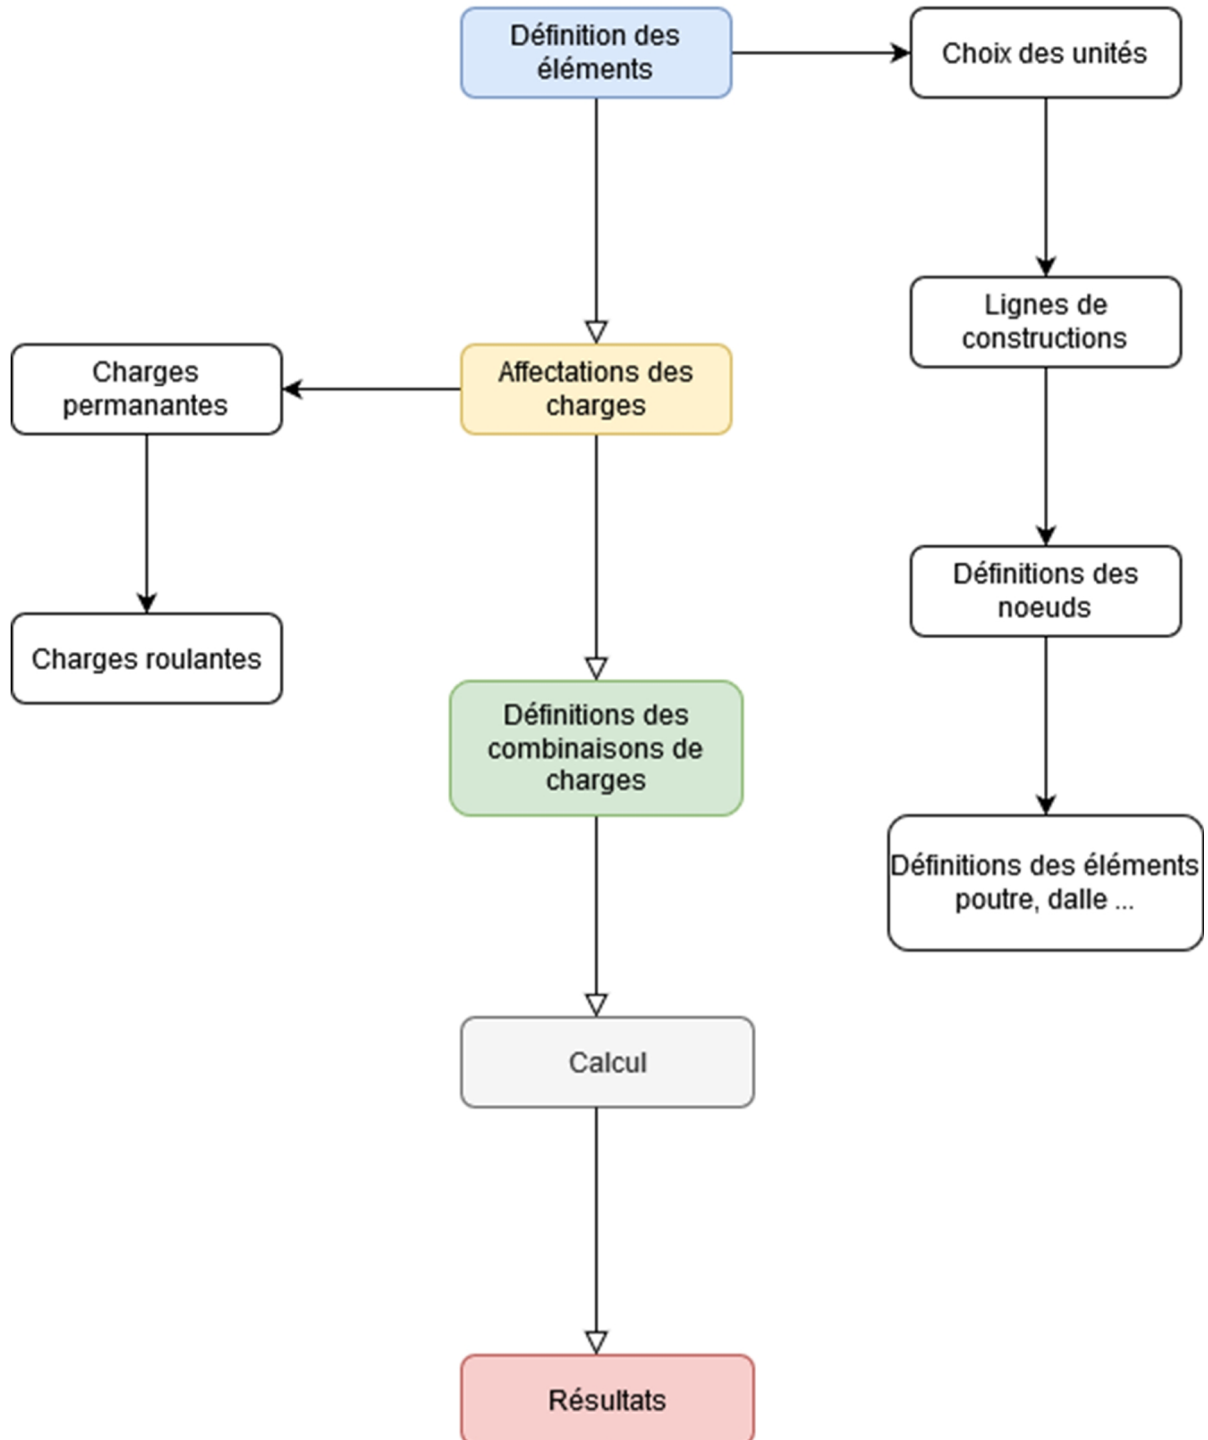 Définition des
éléments
Choix des unités
Lignes de
constructions
Charges
permanantes
Affectations des
charges
Définitions des
noeuds
Charges roulantes
Définitions des
combinaisons de
charges
Définitions des éléments
poutre, dalle ...
Calcul
Résultats